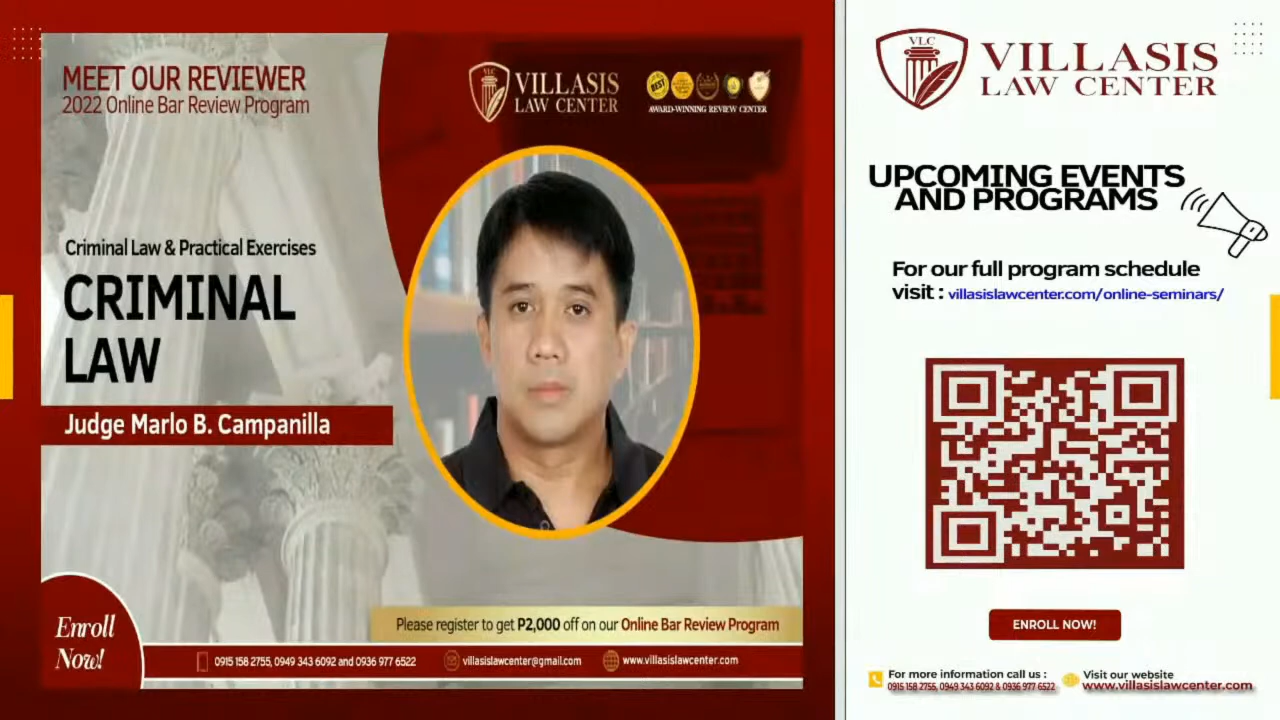 MEET OUR REVIEWER
2022 Online Bar Review Program
VLC
VILLASIS
LAW CENTER
BEST
AWARD-WINNING REVIEW CENTER
Criminal Law & Practical Exercises
CRIMINAL
LAW
Judge Marlo B. Campanilla
Enroll
Now!
Please register to get P2,000 off on our Online Bar Review Program
0915 158 2755, 0949 343 6092 and 0936 977 6522
villasislawcenter@gmail.com
www.villasislawcenter.com
VLC
VILLASIS
LAW CENTER
UPCOMING EVENTS
AND PROGRAMS
For our full program schedule
visit : villasislawcenter.com/online-seminars/
ENROLL NOW!
For more information call us :
0915 158 2755, 0949 343 6092 & 0936 977 6522
Visit our website
www.villasislawcenter.com